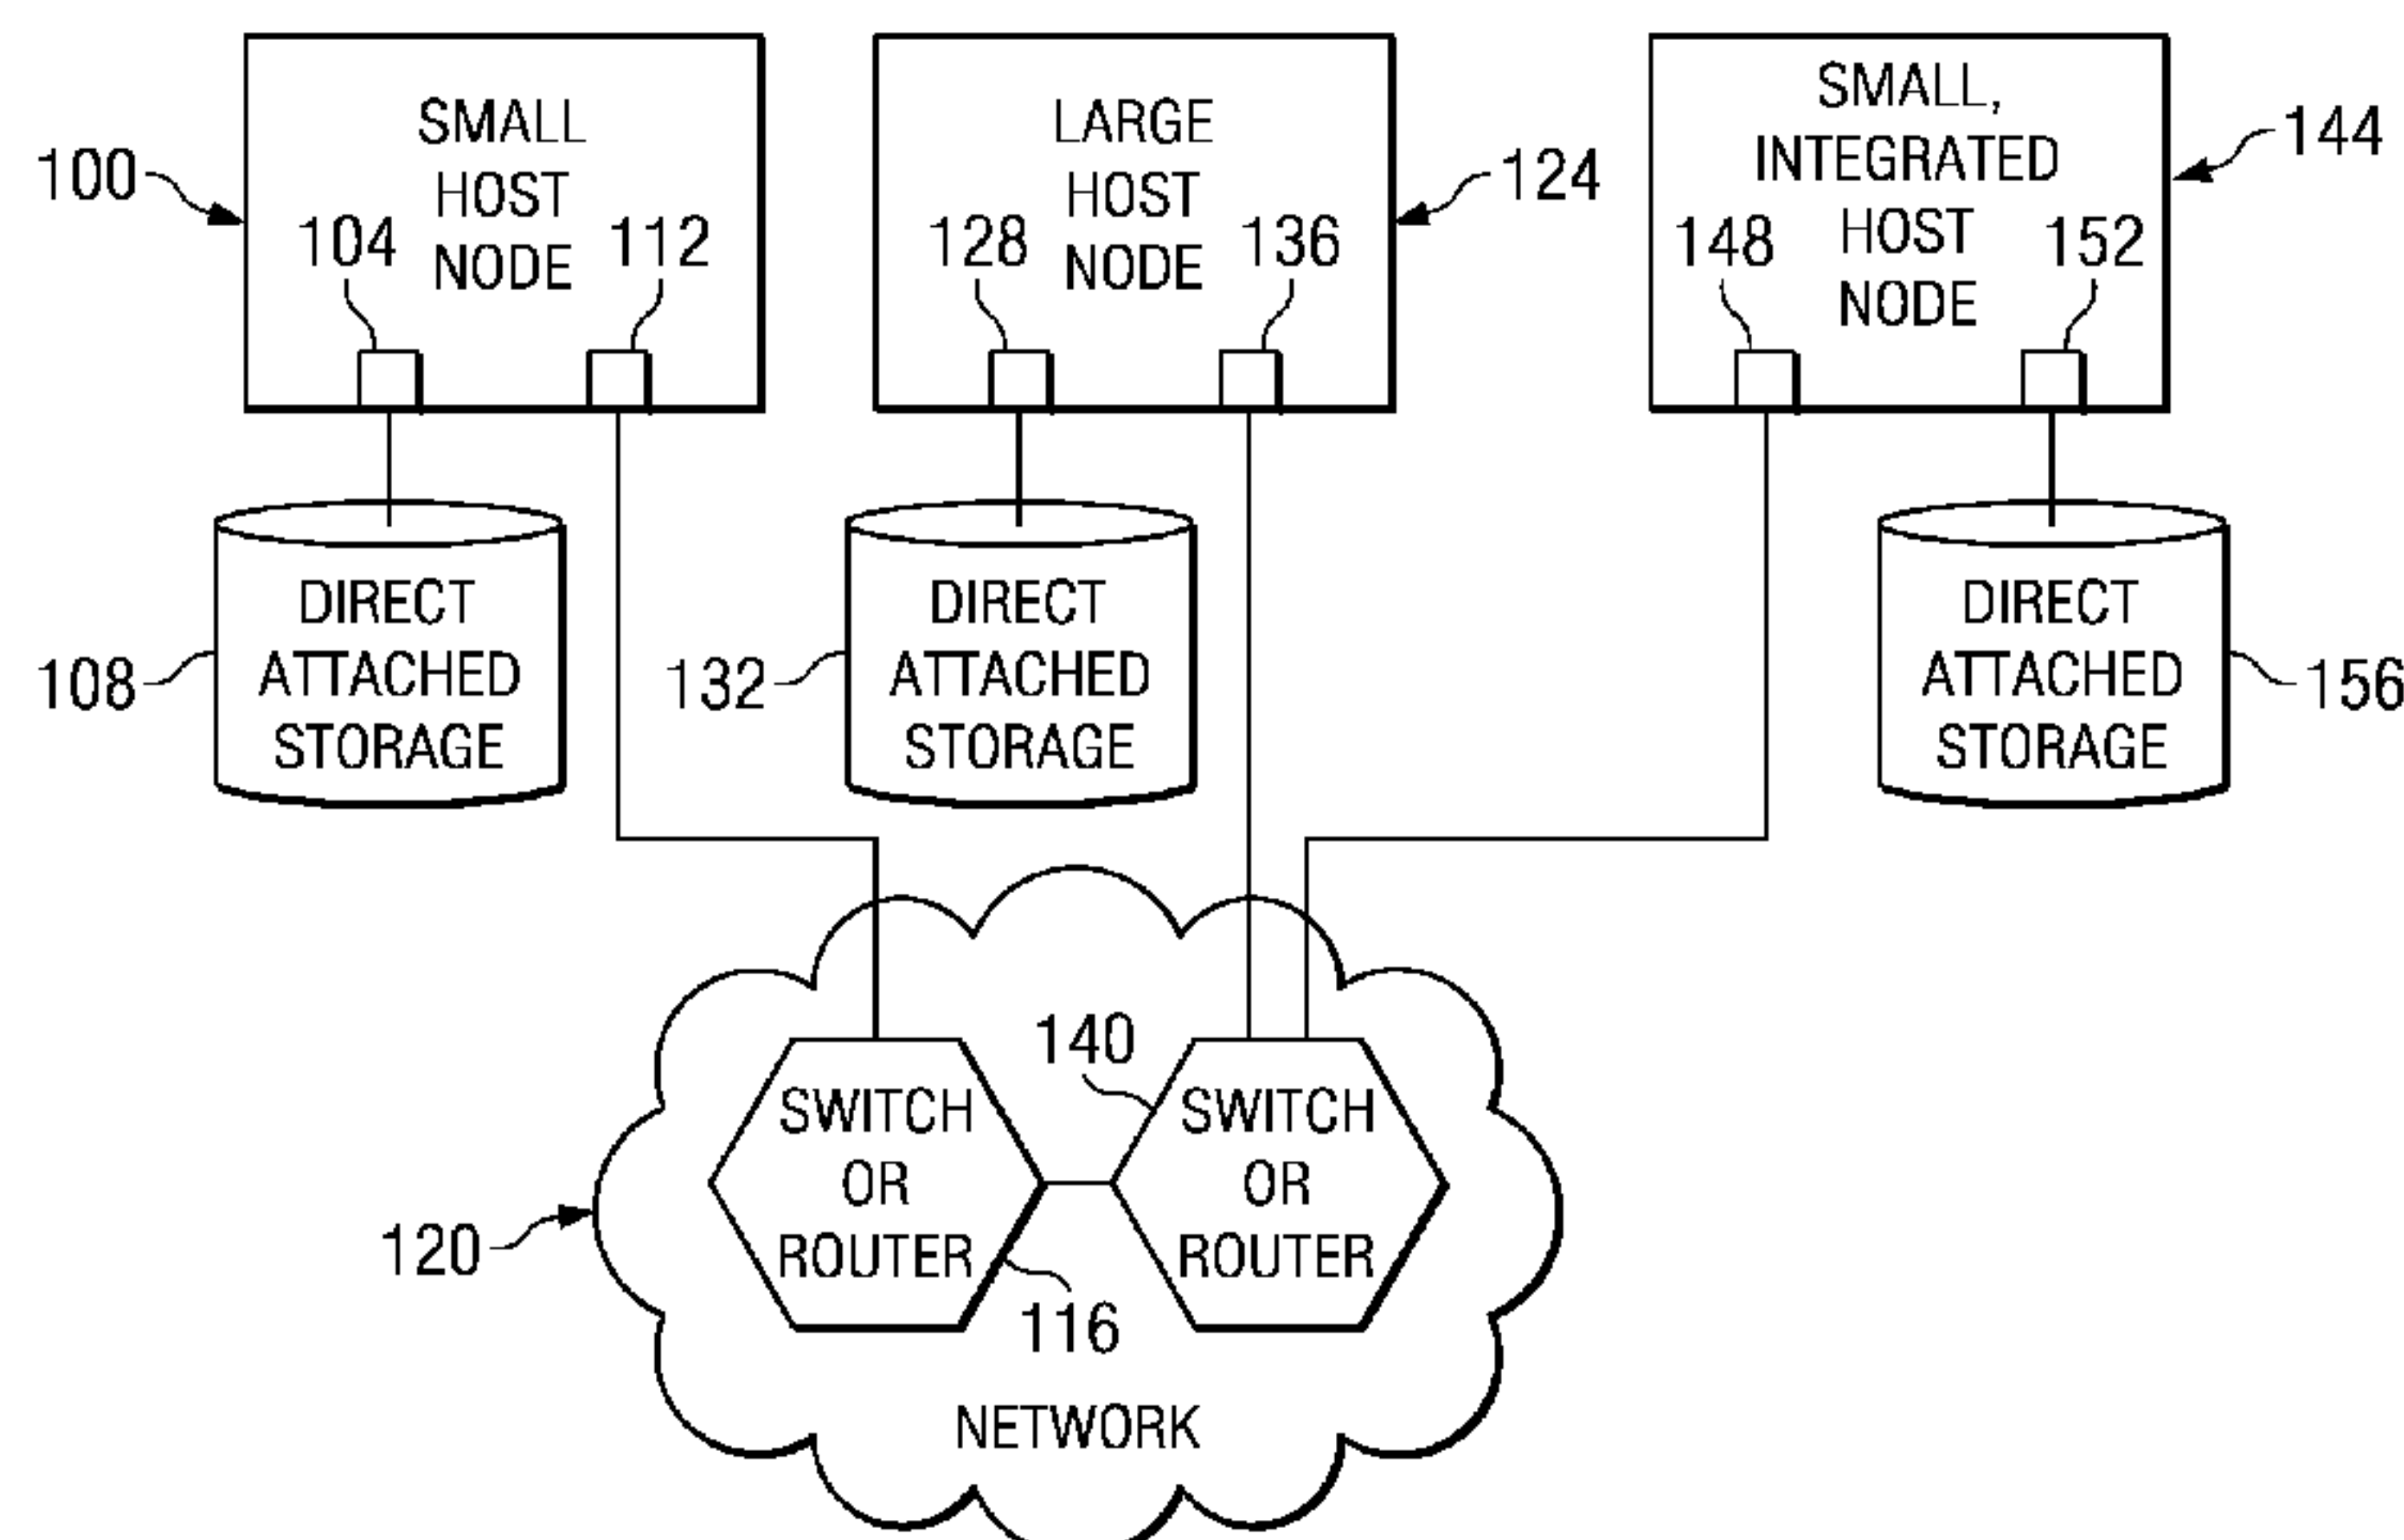 SMALL
HOST
NODE
100
104
112
LARGE
HOST
NODE
124
128
136
SMALL,
INTEGRATED
HOST
NODE
144
148
152
DIRECT
ATTACHED
STORAGE
108
DIRECT
ATTACHED
STORAGE
132
DIRECT
ATTACHED
STORAGE
156
140
SWITCH
OR
ROUTER
116
SWITCH
OR
ROUTER
120
NETWORK